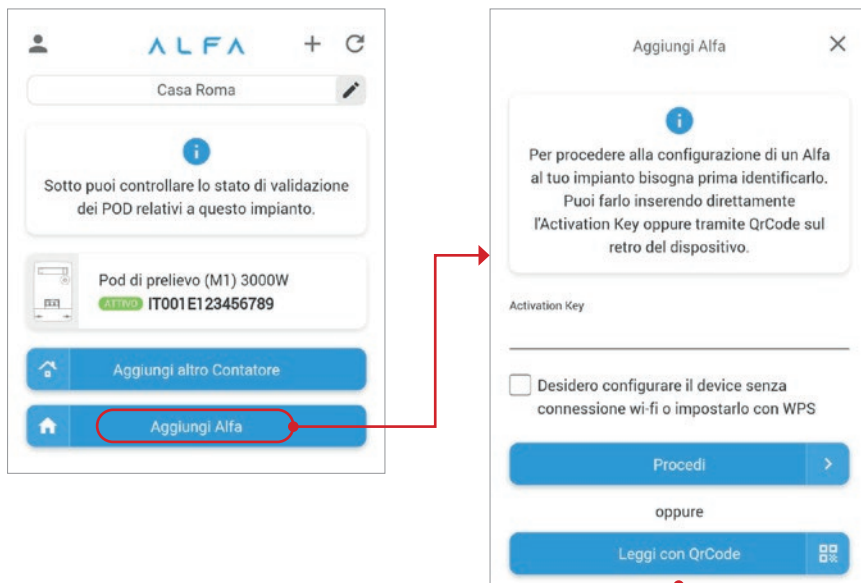 ALFA
Casa Roma
Sotto puoi controllare lo stato di validazione
dei POD relativi a questo impianto.
Pod di prelievo (M1) 3000W
ATTIVO IT001E123456789
Aggiungi altro Contatore
Aggiungi Alfa
Aggiungi Alfa
Per procedere alla configurazione di un Alfa
al tuo impianto bisogna prima identificarlo.
Puoi farlo inserendo direttamente
l'Activation Key oppure tramite QrCode sul
retro del dispositivo.
Activation Key
Desidero configurare il device senza
connessione wi-fi o impostarlo con WPS
Procedi
oppure
Leggi con QrCode